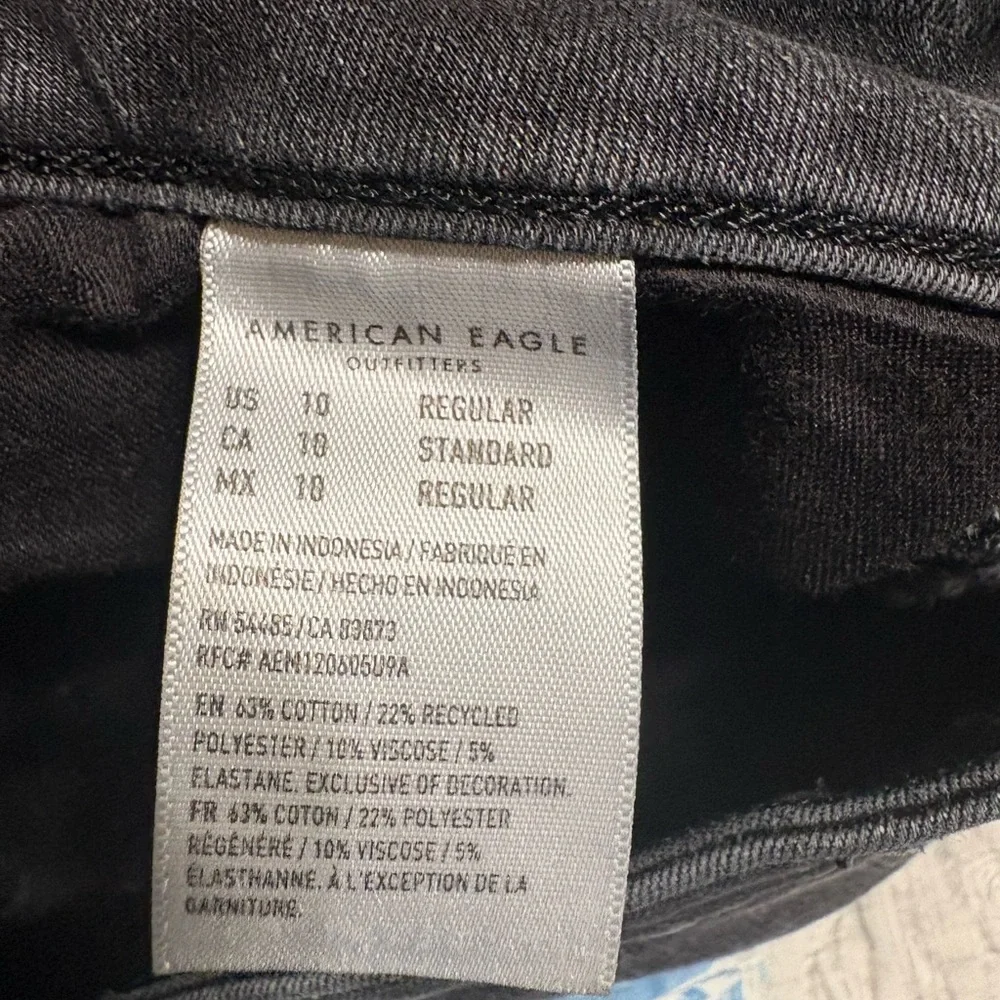 AMERICAN EAGLE
OUTFITTERS
US 10 REGULAR
CA 10 STANDARD
MX 10 REGULAR
MADE IN INDONESIA / FABRIQUÉ EN
INDONÉSIE / HECHO EN INDONESIA
RN 54485 / CA 89873
RFC# AEM120605U9A
EN 63% COTTON / 22% RECYCLED
POLYESTER / 10% VISCOSE / 5%
ELASTANE. EXCLUSIVE OF DECORATION.
FR 63% COTON / 22% POLYESTER
RÉGÉNÉRÉ / 10% VISCOSE / 5%
ÉLASTHANNE. À L'EXCEPTION DE LA
GARNITURE.